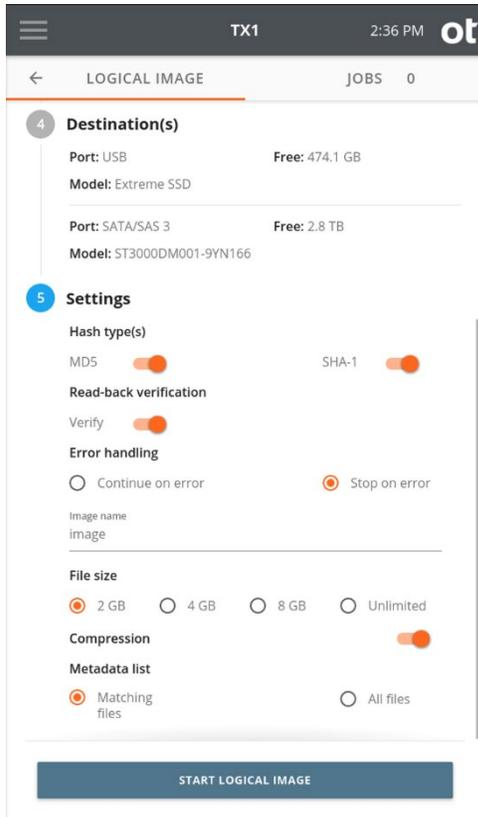 TX1 2:36 PM ot
← LOGICAL IMAGE JOBS 0
4 Destination(s)
Port: USB Free: 474.1 GB
Model: Extreme SSD
Port: SATA/SAS 3 Free: 2.8 TB
Model: ST3000DM001-9YN166
5 Settings
Hash type(s)
MD5 SHA-1
Read-back verification
Verify
Error handling
Continue on error Stop on error
Image name
image
File size
2 GB 4 GB 8 GB Unlimited
Compression
Metadata list
Matching All files
files
START LOGICAL IMAGE